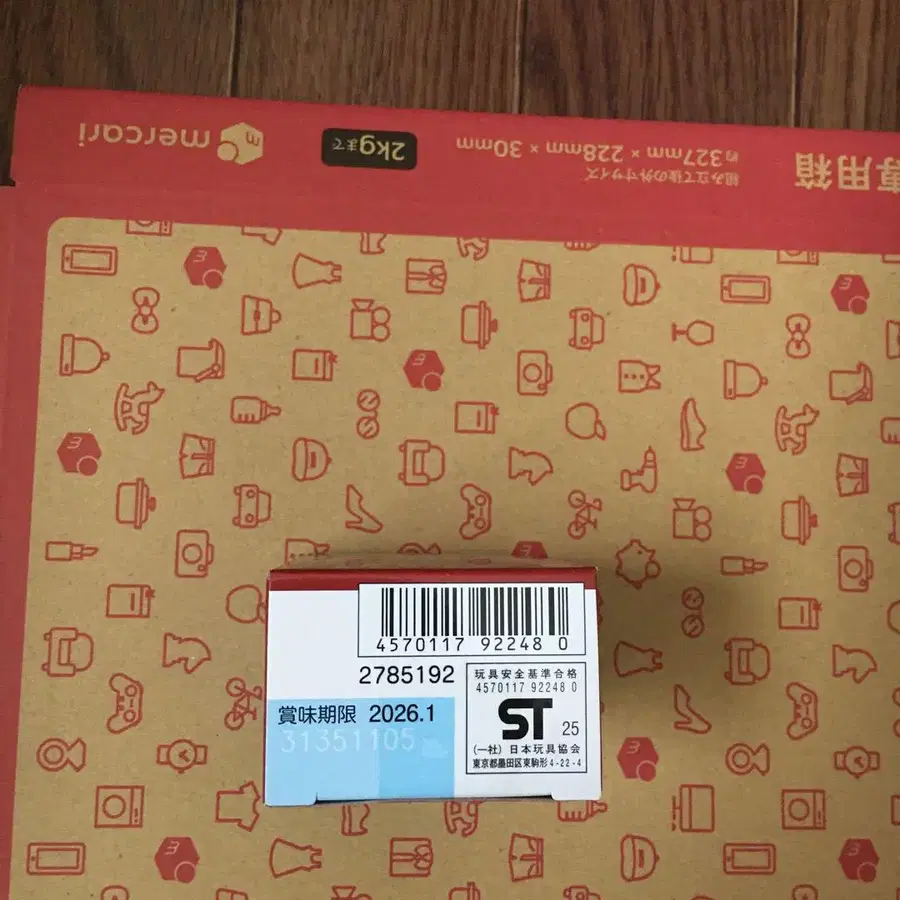 mercari
2kgまで
組み立て後の外寸サイズ
約327mm × 228mm × 30mm
専用箱
4570117 92248 0
2785192
賞味期限 2026.1
31351105
玩具安全基準合格
4570117 92248 0
ST 25
(一社) 日本玩具協会
東京都墨田区東駒形4-22-4